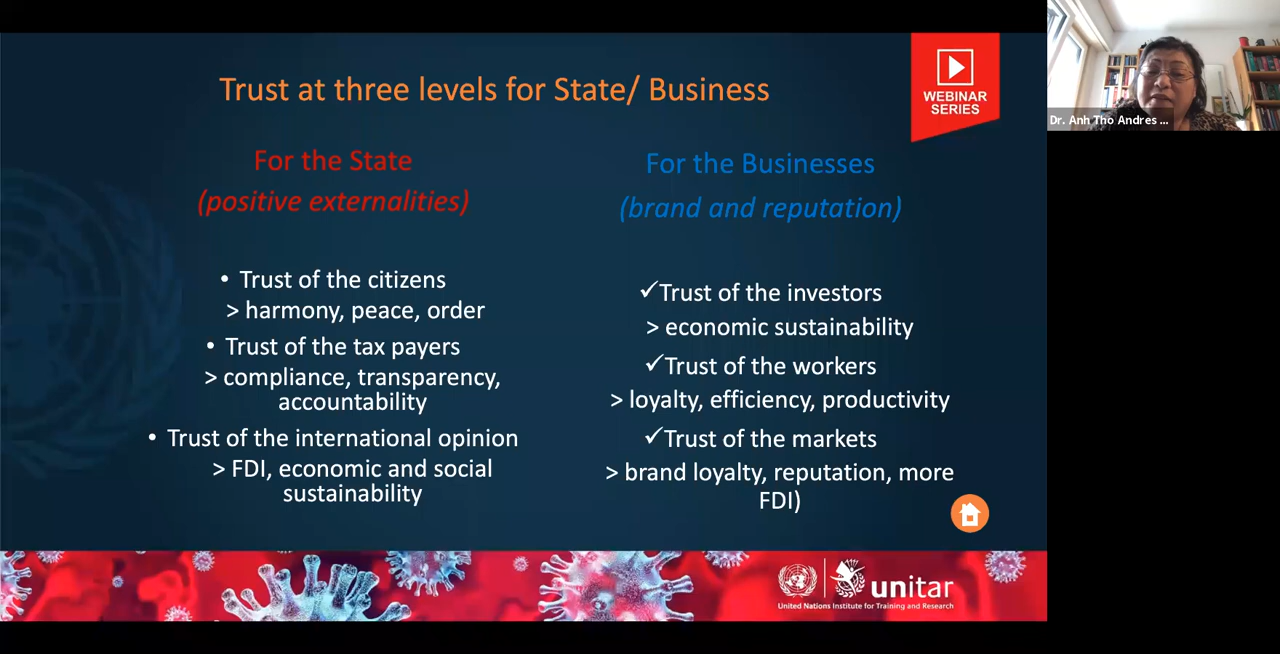 Trust at three levels for State/ Business
WEBINAR
SERIES
Dr. Anh Tho Andres ...
For the State
(positive externalities)
• Trust of the citizens
> harmony, peace, order
• Trust of the tax payers
> compliance, transparency,
accountability
• Trust of the international opinion
> FDI, economic and social
sustainability
For the Businesses
(brand and reputation)
✓Trust of the investors
> economic sustainability
✓Trust of the workers
> loyalty, efficiency, productivity
✓Trust of the markets
> brand loyalty, reputation, more
FDI)
unitar
United Nations Institute for Training and Research